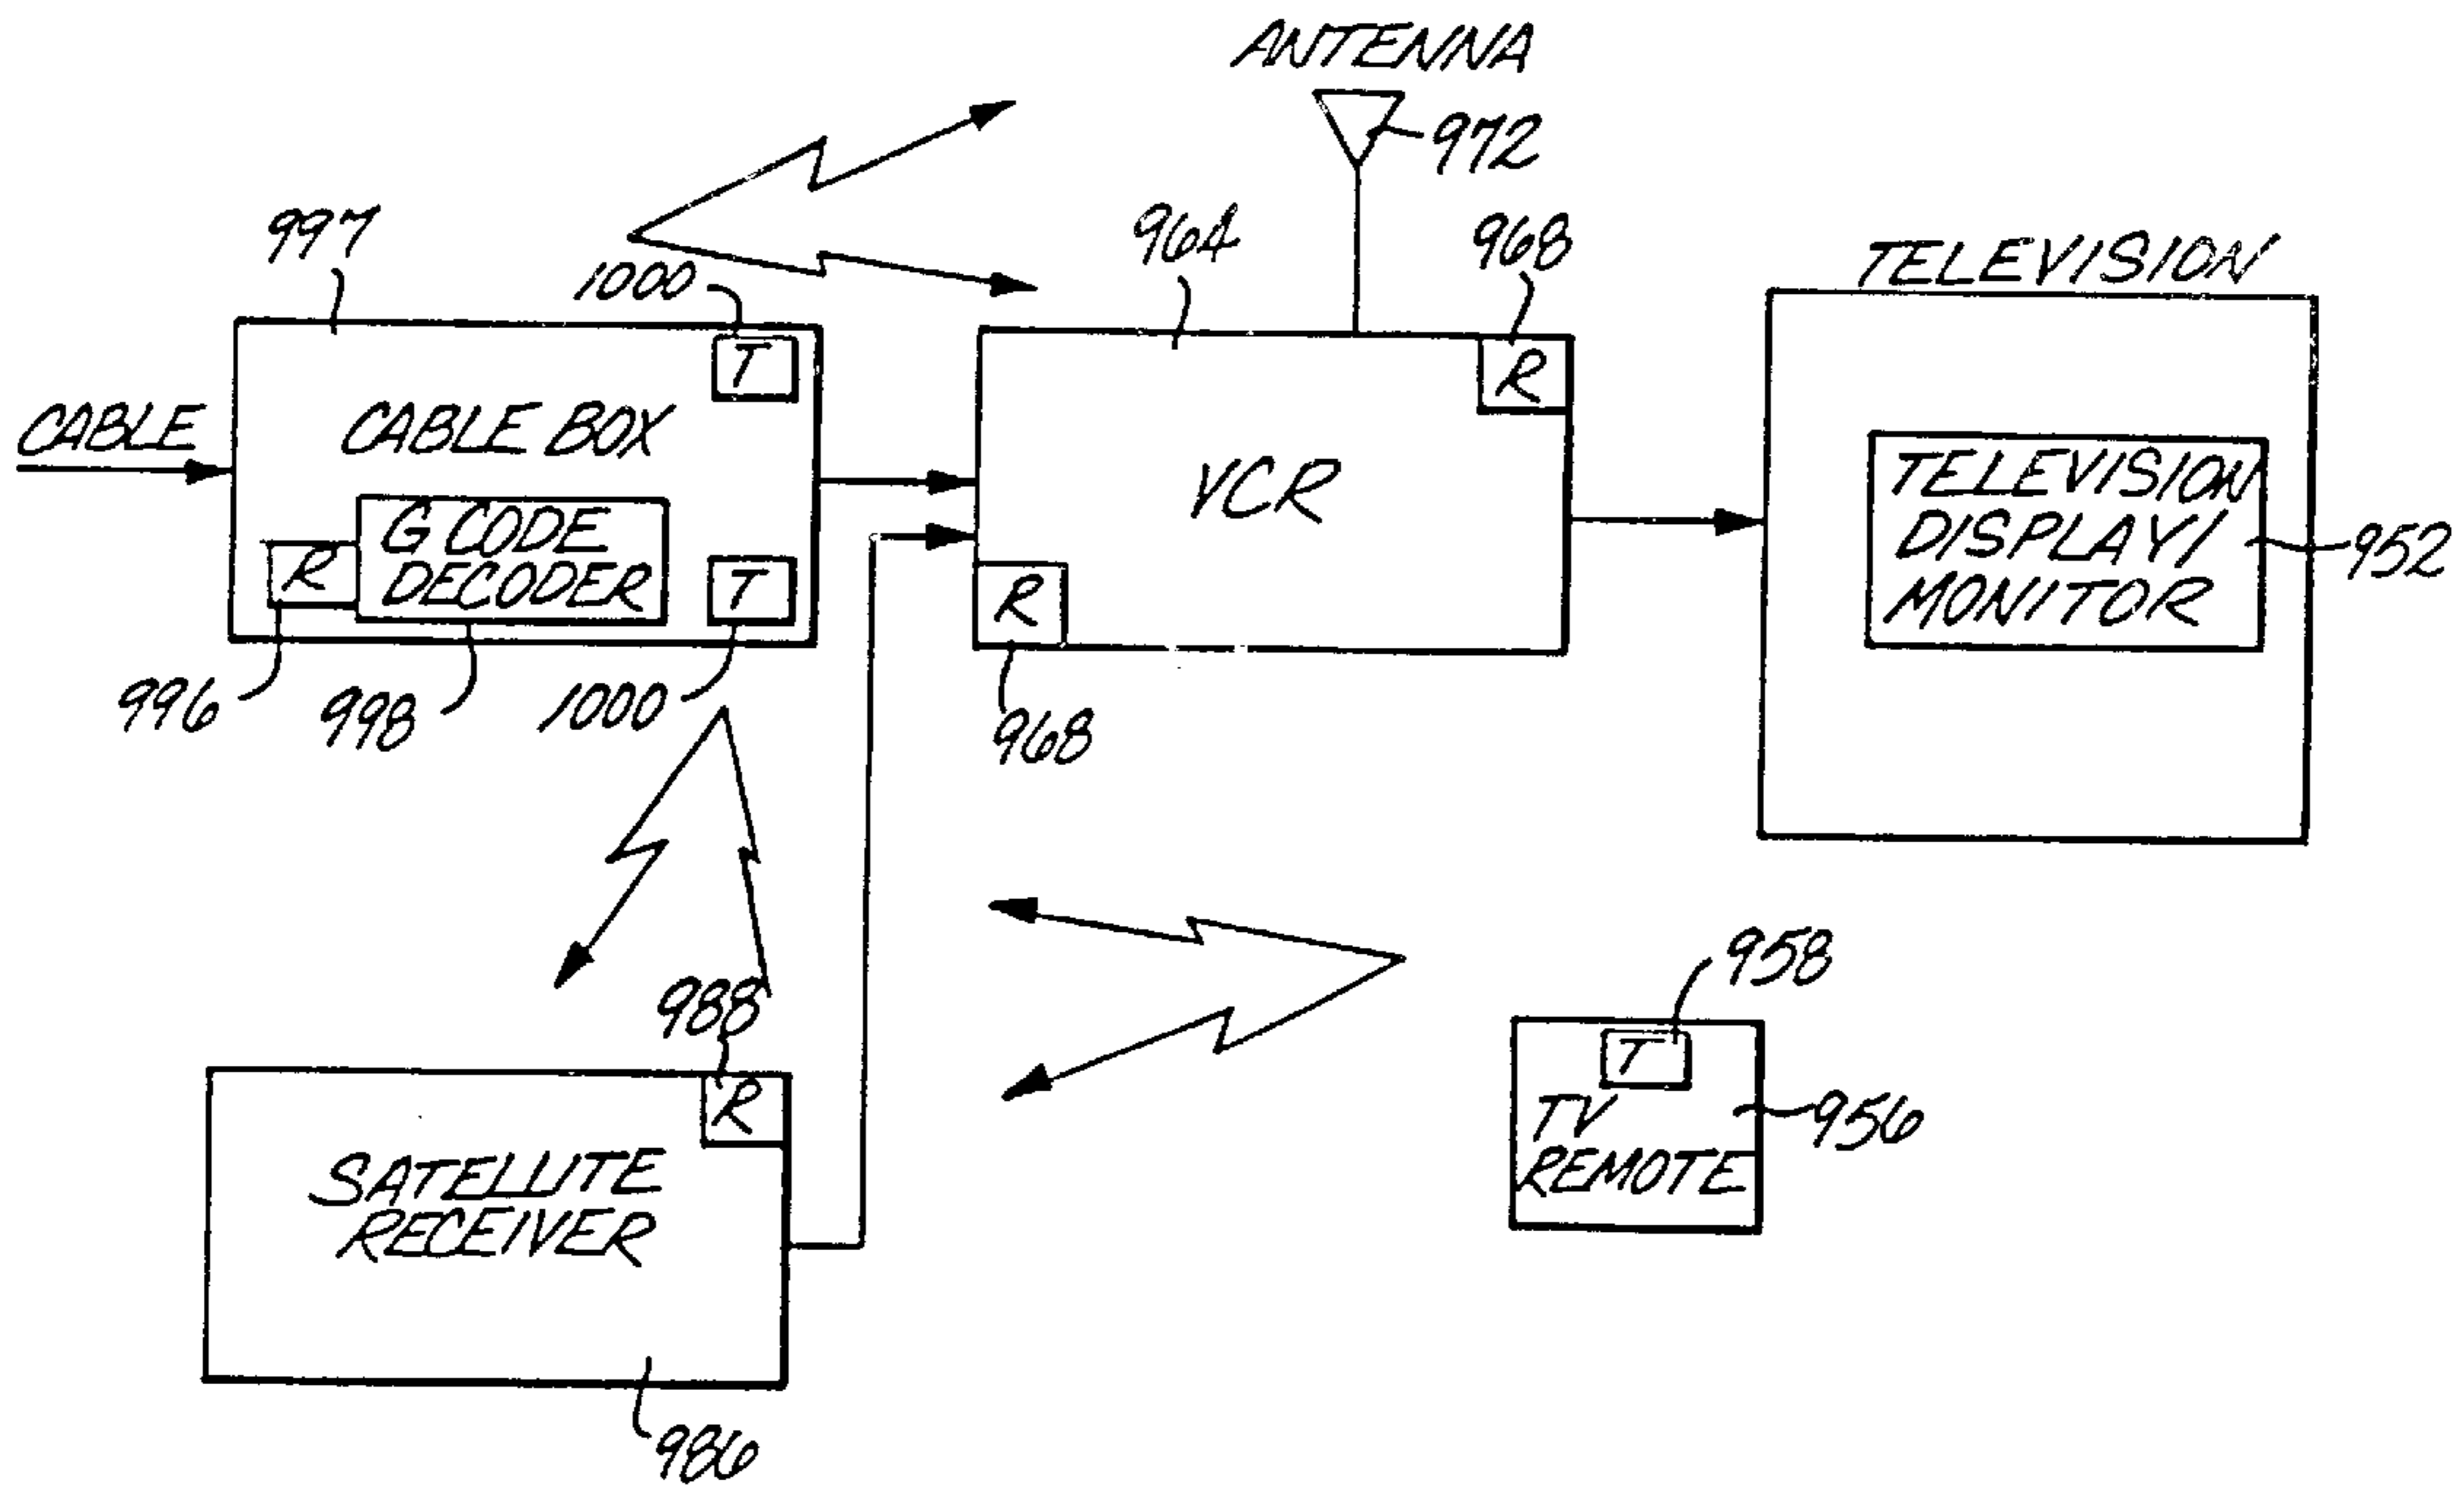 ANTENNA
972
997
1000
964
968
TELEVISION
T
R
CABLE
CABLE BOX
VCR
TELEVISION
DISPLAY/
MONITOR
952
R
G CODE
DECODER
T
R
996
998
1000
968
988
958
R
T
TV
REMOTE
956
SATELLITE
RECEIVER
986